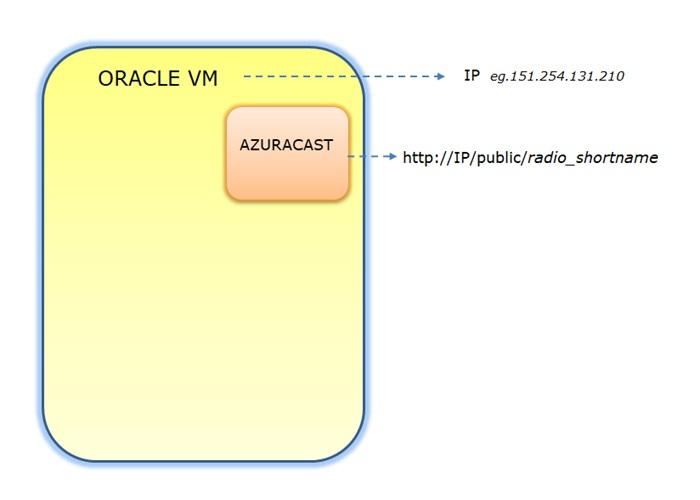 ORACLE VM
IP eg.151.254.131.210
AZURACAST
http://IP/public/radio_shortname